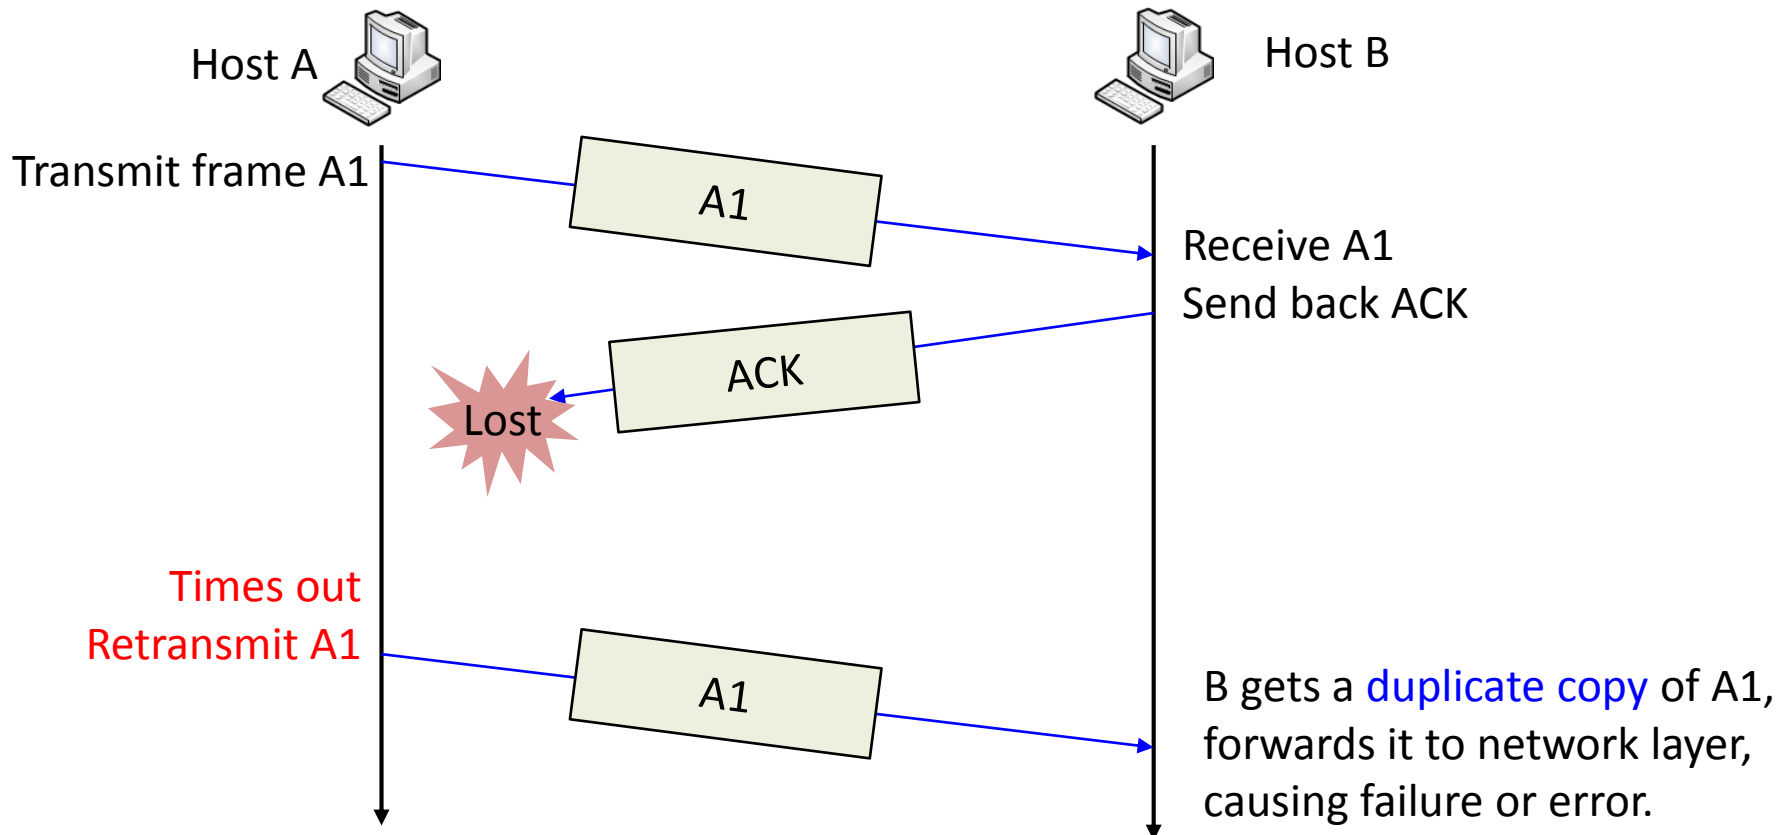 Host A
Host B
Transmit frame A1
A1
Receive A1
Send back ACK
ACK
Lost
Times out
Retransmit A1
A1
B gets a duplicate copy of A1,
forwards it to network layer,
causing failure or error.